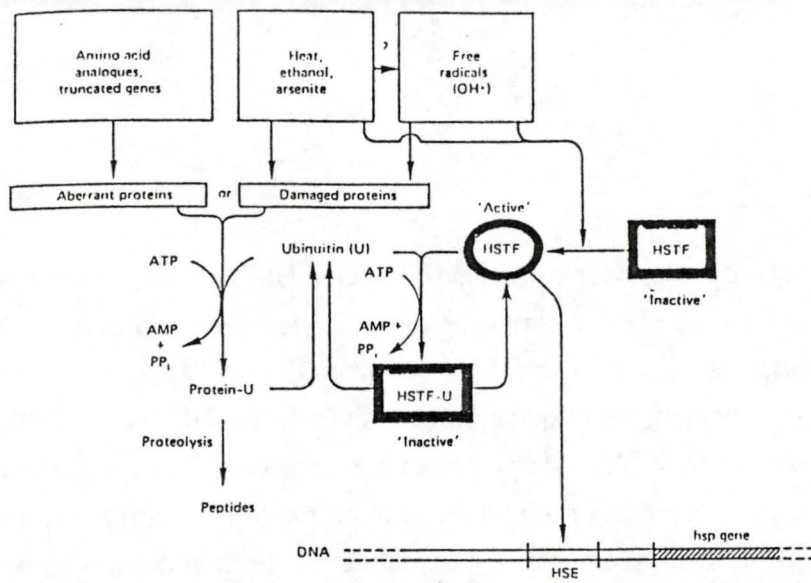 Amino acid
analogues,
truncated genes
Heat,
ethanol,
arsenite
?
Free
radicals
(OH·)
Aberrant proteins
or
Damaged proteins
'Active'
HSTF
HSTF
'Inactive'
Ubinuitin (U)
ATP
AMP
+
PPi
ATP
AMP +
PPi
Protein-U
HSTF-U
'Inactive'
Proteolysis
Peptides
DNA
HSE
hsp gene